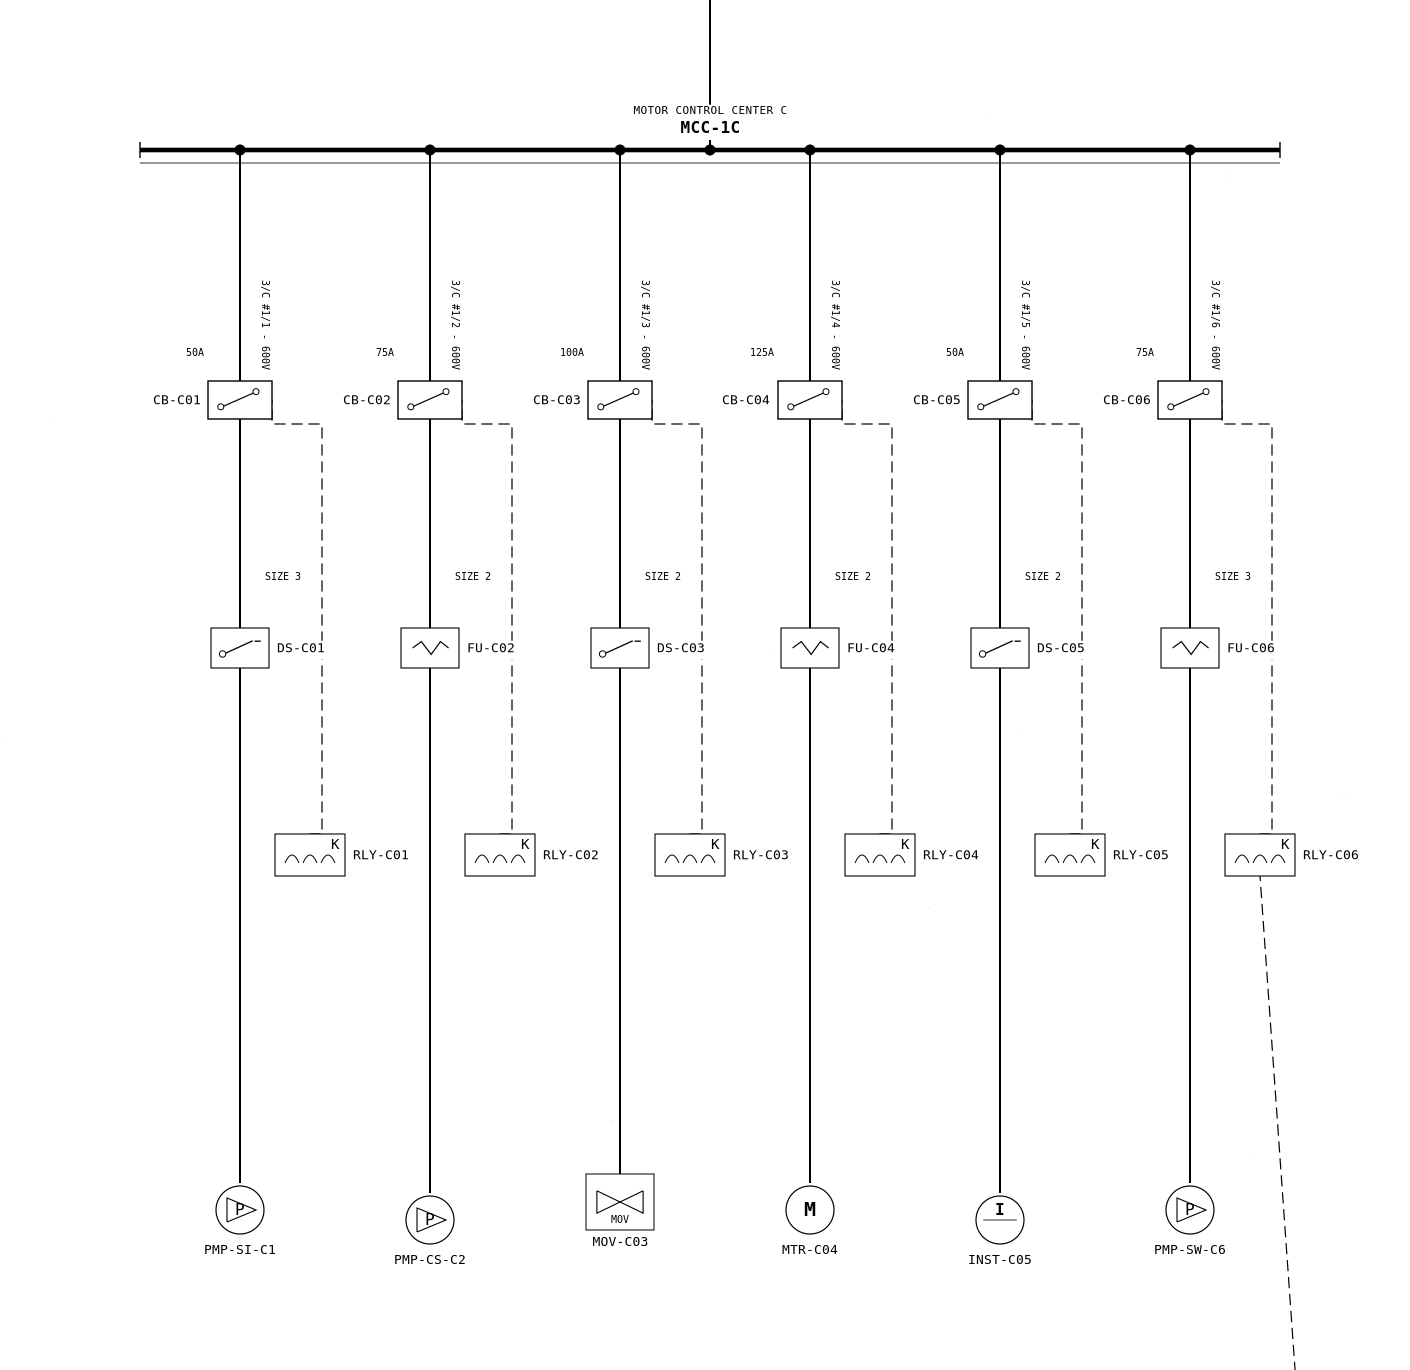 MOTOR CONTROL CENTER C
MCC-1C
3/C #1/1 - 600V
3/C #1/2 - 600V
3/C #1/3 - 600V
3/C #1/4 - 600V
3/C #1/5 - 600V
3/C #1/6 - 600V
50A
75A
100A
125A
50A
75A
CB-C01
CB-C02
CB-C03
CB-C04
CB-C05
CB-C06
SIZE 3
SIZE 2
SIZE 2
SIZE 2
SIZE 2
SIZE 3
DS-C01
FU-C02
DS-C03
FU-C04
DS-C05
FU-C06
K
RLY-C01
K
RLY-C02
K
RLY-C03
K
RLY-C04
K
RLY-C05
K
RLY-C06
P
P
MOV
M
I
P
PMP-SI-C1
PMP-CS-C2
MOV-C03
MTR-C04
INST-C05
PMP-SW-C6